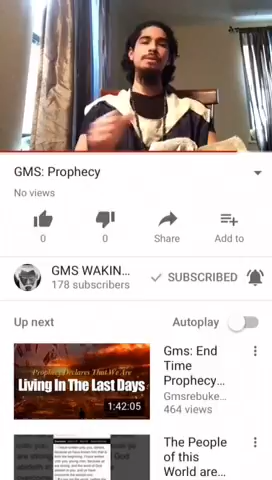 GMS: Prophecy
No views
0
0
Share
Add to
GMS WAKIN...
SUBSCRIBED
178 subscribers
Up next
Autoplay
Prophecy Declares That We Are
Living In The Last Days
1:42:05
Gms: End
Time
Prophecy...
Gmsrebuke...
464 views
The People
of this
World are...